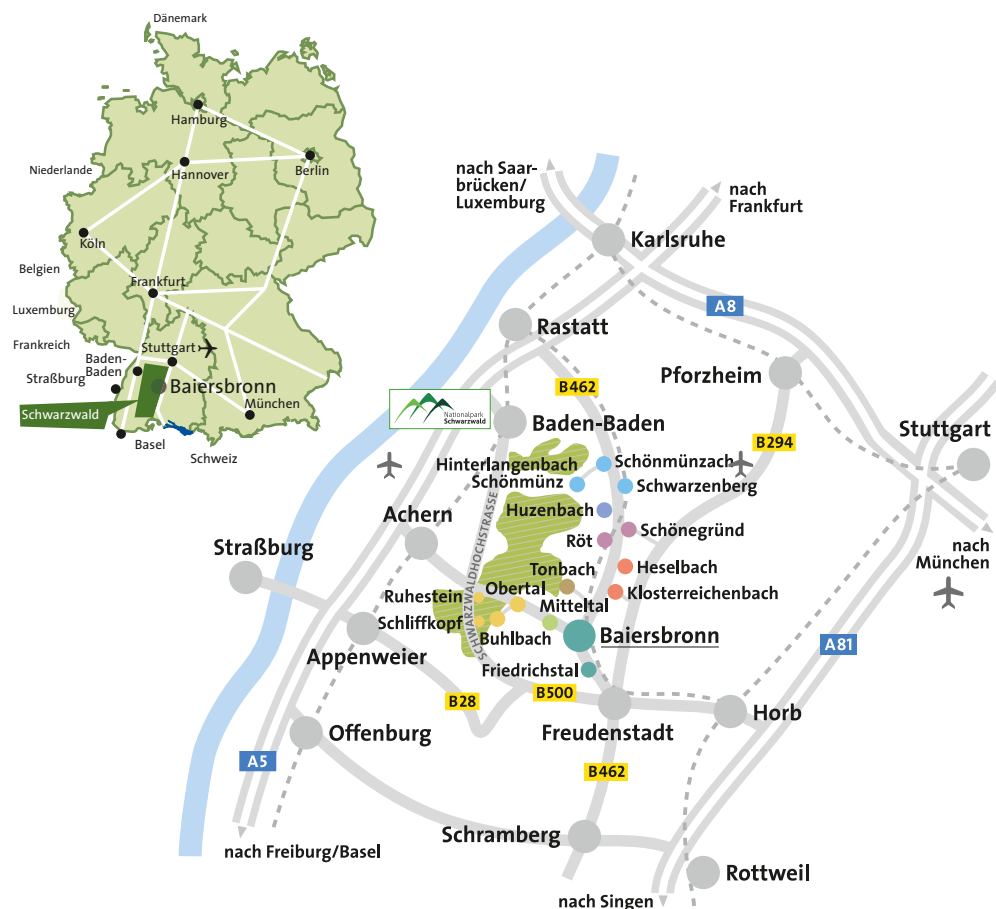 Dänemark
Hamburg
Niederlande
Hannover
Berlin
Köln
Belgien
Frankfurt
Luxemburg
Frankreich
Stuttgart
Baden-
Baden
Straßburg
Baiersbronn
München
Schwarzwald
Basel
Schweiz
nach Saar-
brücken/
Luxemburg
nach
Frankfurt
Karlsruhe
A8
Rastatt
Pforzheim
B462
Nationalpark
Schwarzwald
Baden-Baden
Stuttgart
B294
Hinterlangenbach
Schönmünzach
Schönmünz
Schwarzenberg
Huzenbach
Achern
SCHWARZWALDHOCHSTRASSE
Schönegründ
Röt
Straßburg
nach
München
Tonbach
Heselbach
Ruhestein
Obertal
Klosterreichenbach
Mitteltal
Schliffkopf
Buhlbach
Baiersbronn
A81
Appenweier
Friedrichstal
B500
B28
Freudenstadt
Horb
Offenburg
A5
B462
Schramberg
nach Freiburg/Basel
Rottweil
nach Singen